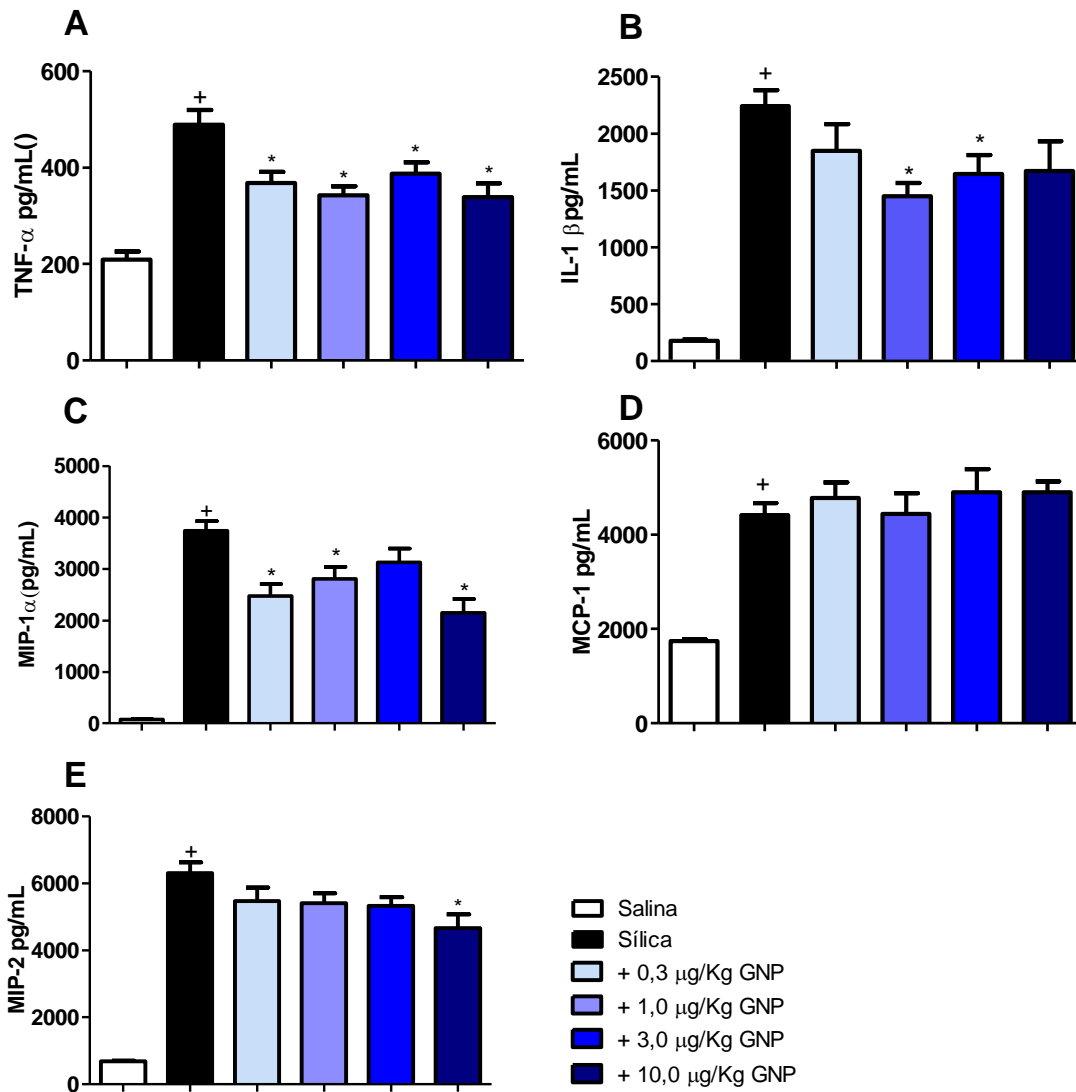 A
TNF-α pg/mL()
600
400
200
0
+
*
*
*
*
B
IL-1 βpg/mL
2500
2000
1500
1000
500
0
+
*
*
C
MIP-1α(pg/mL)
5000
4000
3000
2000
1000
0
+
*
*
*
D
MCP-1 pg/mL
6000
4000
2000
0
+
E
MIP-2 pg/mL
8000
6000
4000
2000
0
+
*
Salina
Sílica
+ 0,3 μg/Kg GNP
+ 1,0 μg/Kg GNP
+ 3,0 μg/Kg GNP
+ 10,0 μg/Kg GNP